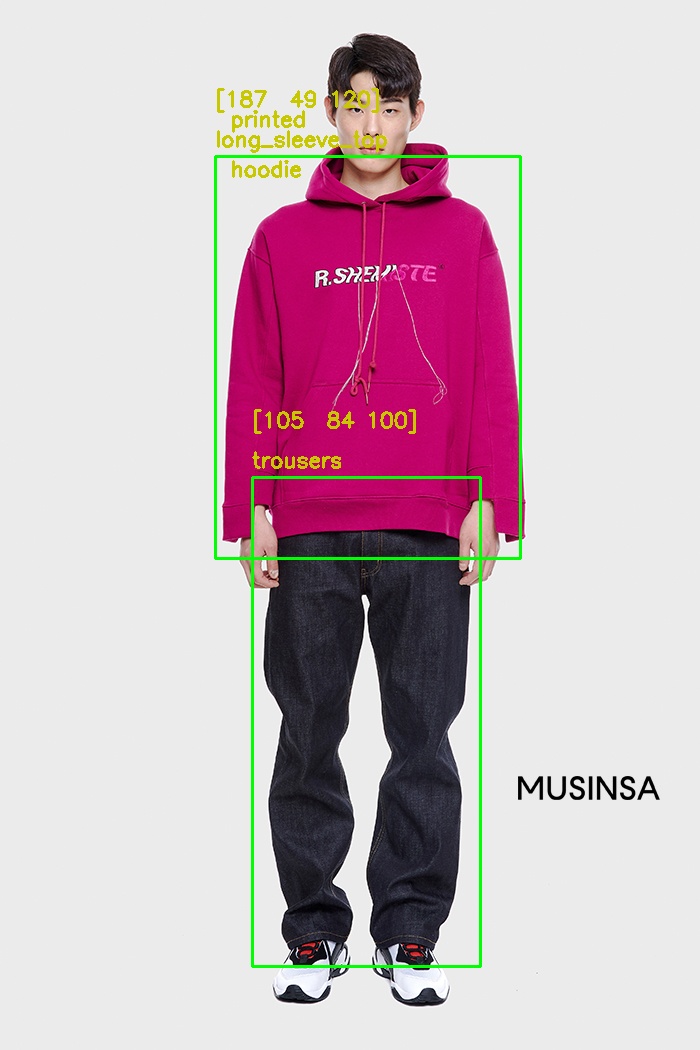 [187 49 120]
printed
long_sleeve_top
hoodie
R.SHEMISTE
[105 84 100]
trousers
MUSINSA